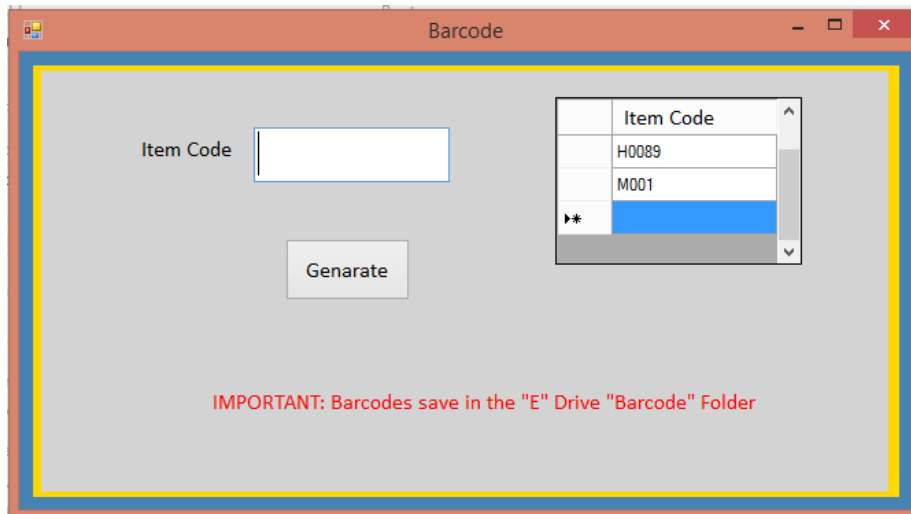 Barcode
Item Code
Item Code
H0089
M001
Genarate
IMPORTANT: Barcodes save in the "E" Drive "Barcode" Folder